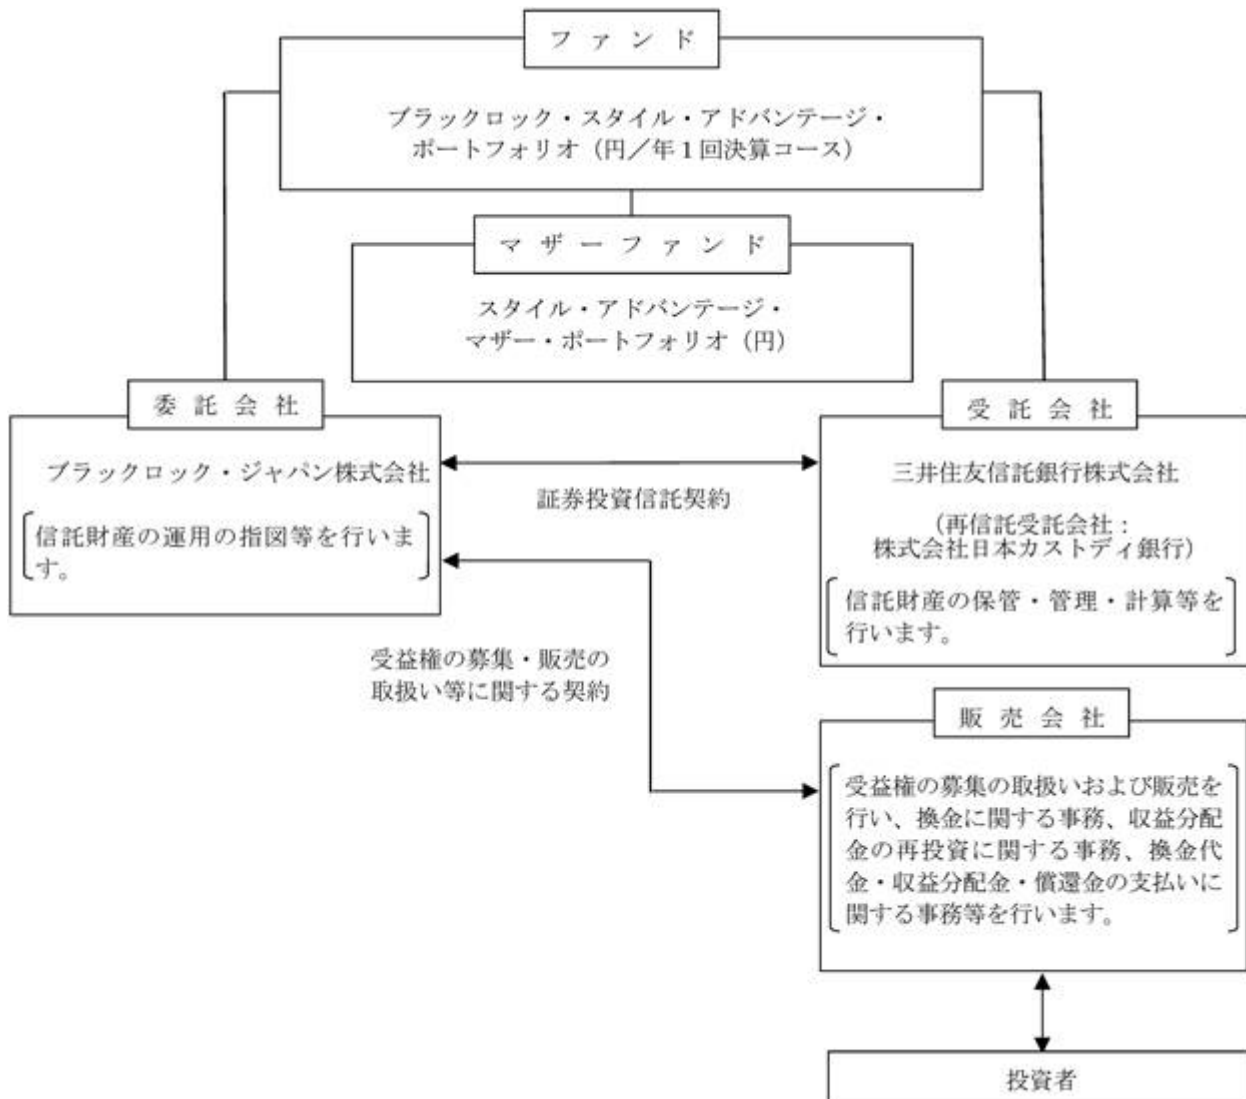 ファンド
ブラックロック・スタイル・アドバンテージ・
ポートフォリオ（円／年１回決算コース）
マザーファンド
スタイル・アドバンテージ・
マザー・ポートフォリオ（円）
委託会社
ブラックロック・ジャパン株式会社
信託財産の運用の指図等を行いま
す。
証券投資信託契約
受託会社
三井住友信託銀行株式会社
（再信託受託会社：
株式会社日本カストディ銀行）
信託財産の保管・管理・計算等を
行います。
受益権の募集・販売の
取扱い等に関する契約
販売会社
受益権の募集の取扱いおよび販売を
行い、換金に関する事務、収益分配
金の再投資に関する事務、換金代
金・収益分配金・償還金の支払いに
関する事務等を行います。
投資者